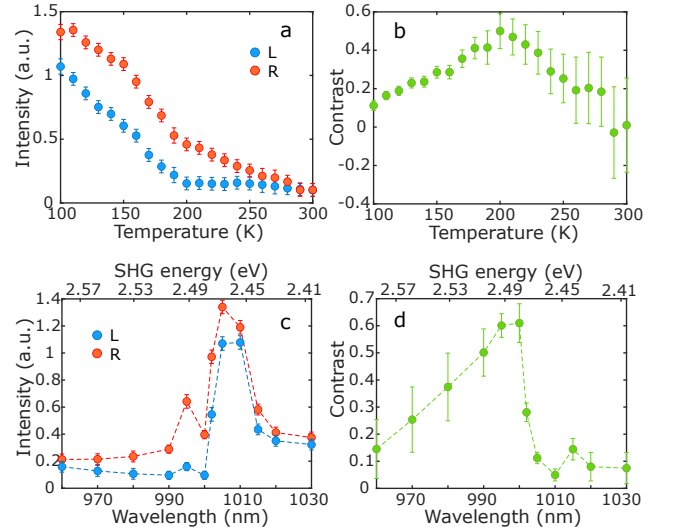 a
Intensity (a.u.)
1.5
1
0.5
0
L
R
100 150 200 250 300
Temperature (K)
b
Contrast
0.6
0.4
0.2
0
0.2
-0.4
100 150 200 250 300
Temperature (K)
SHG energy (eV)
2.57 2.53 2.49 2.45 2.41
c
Intensity (a.u.)
1.4
1.2
1
0.8
0.6
0.4
0.2
0
L
R
970 990 1010 1030
Wavelength (nm)
SHG energy (eV)
2.57 2.53 2.49 2.45 2.41
d
Contrast
0.7
0.6
0.5
0.4
0.3
0.2
0.1
0
970 990 1010 1030
Wavelength (nm)